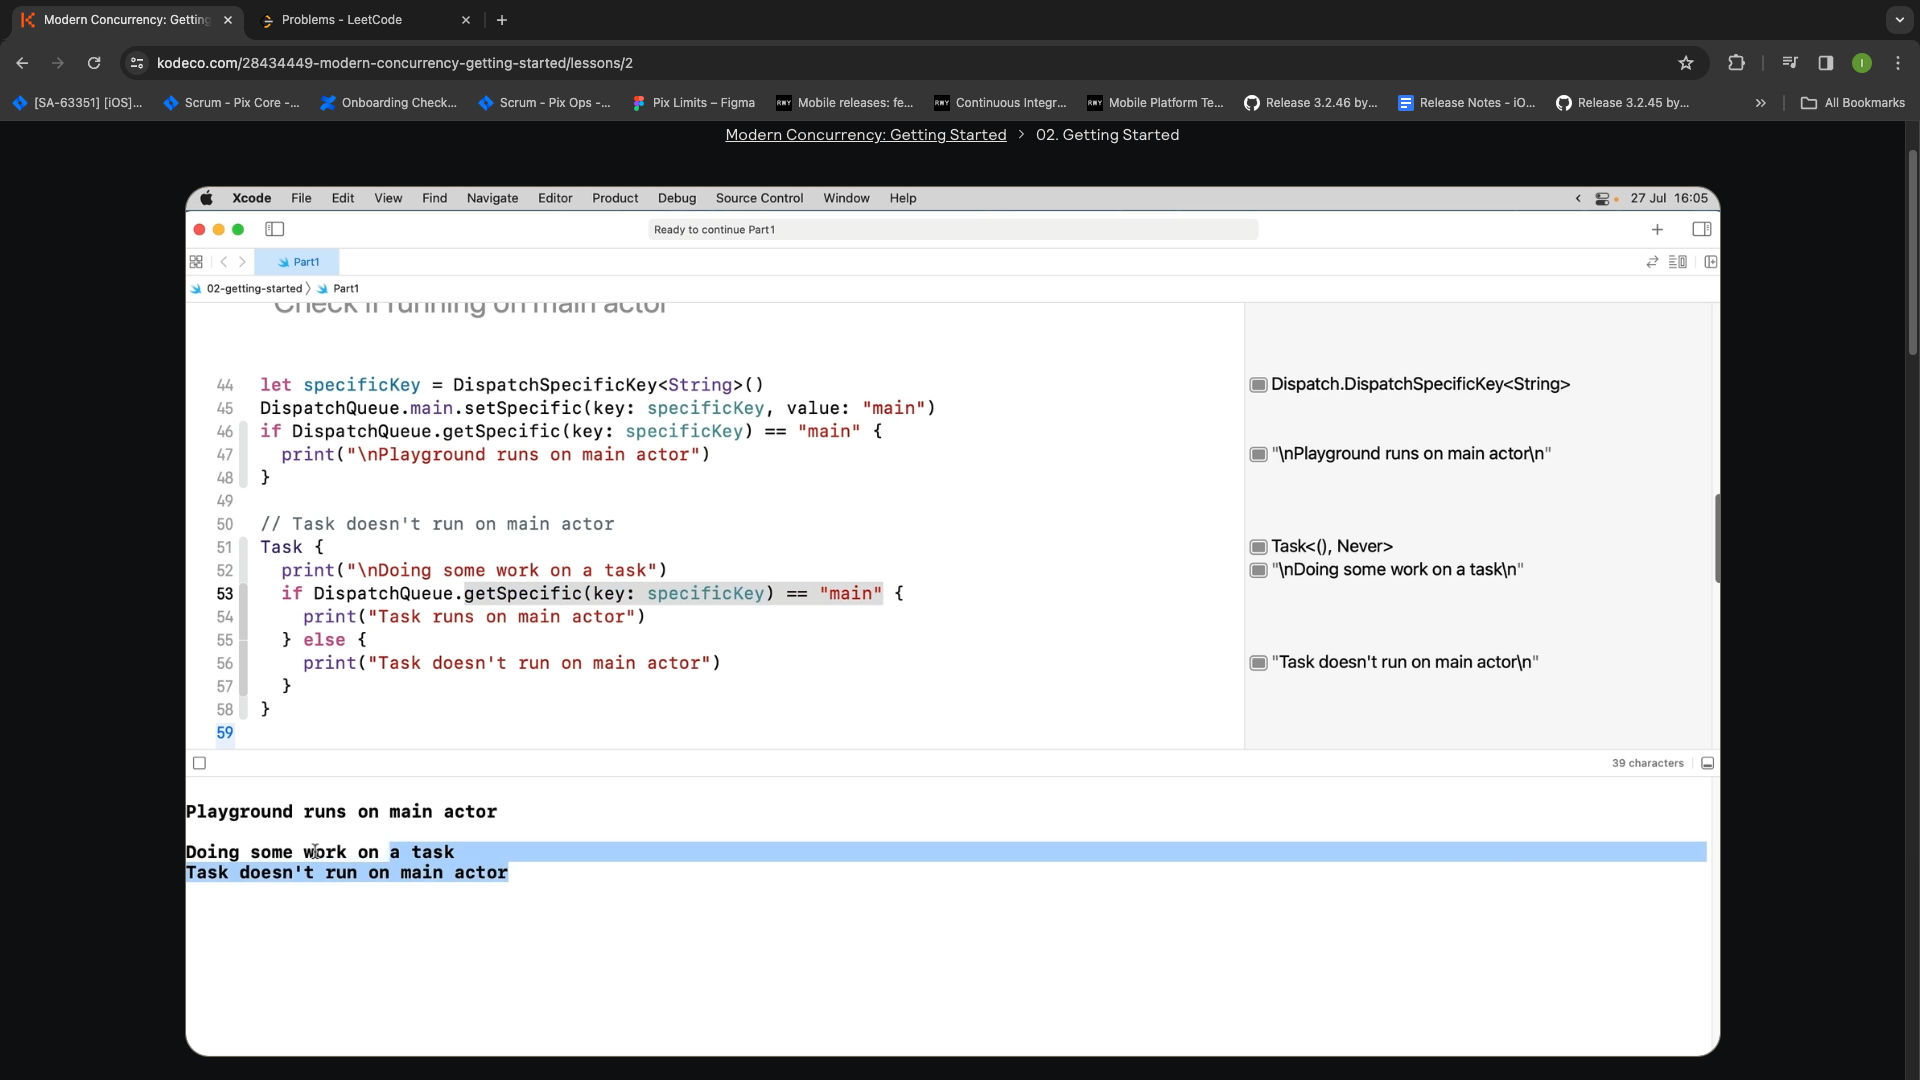 Modern Concurrency: Getting
Problems - LeetCode
kodeco.com/28434449-modern-concurrency-getting-started/lessons/2
I
[SA-63351] [iOS]...
Scrum - Pix Core -...
Onboarding Check...
Scrum - Pix Ops -...
Pix Limits – Figma
RWY Mobile releases: fe...
RWY Continuous Integr...
RWY Mobile Platform Te...
Release 3.2.46 by...
Release Notes - iO...
Release 3.2.45 by...
» All Bookmarks
Modern Concurrency: Getting Started > 02. Getting Started
Xcode File Edit View Find Navigate Editor Product Debug Source Control Window Help 27 Jul 16:05
Ready to continue Part1
Part1
02-getting-started Part1
Check if running on main actor
44 let specificKey = DispatchSpecificKey<String>() Dispatch.DispatchSpecificKey<String>
45 DispatchQueue.main.setSpecific(key: specificKey, value: "main")
46 if DispatchQueue.getSpecific(key: specificKey) == "main" {
47 print("\nPlayground runs on main actor") "\nPlayground runs on main actor\n"
48 }
49
50 // Task doesn't run on main actor
51 Task { Task<(), Never>
52 print("\nDoing some work on a task") "\nDoing some work on a task\n"
53 if DispatchQueue.getSpecific(key: specificKey) == "main" {
54 print("Task runs on main actor")
55 } else {
56 print("Task doesn't run on main actor") "Task doesn't run on main actor\n"
57 }
58 }
59
39 characters
Playground runs on main actor
Doing some work on a task
Task doesn't run on main actor